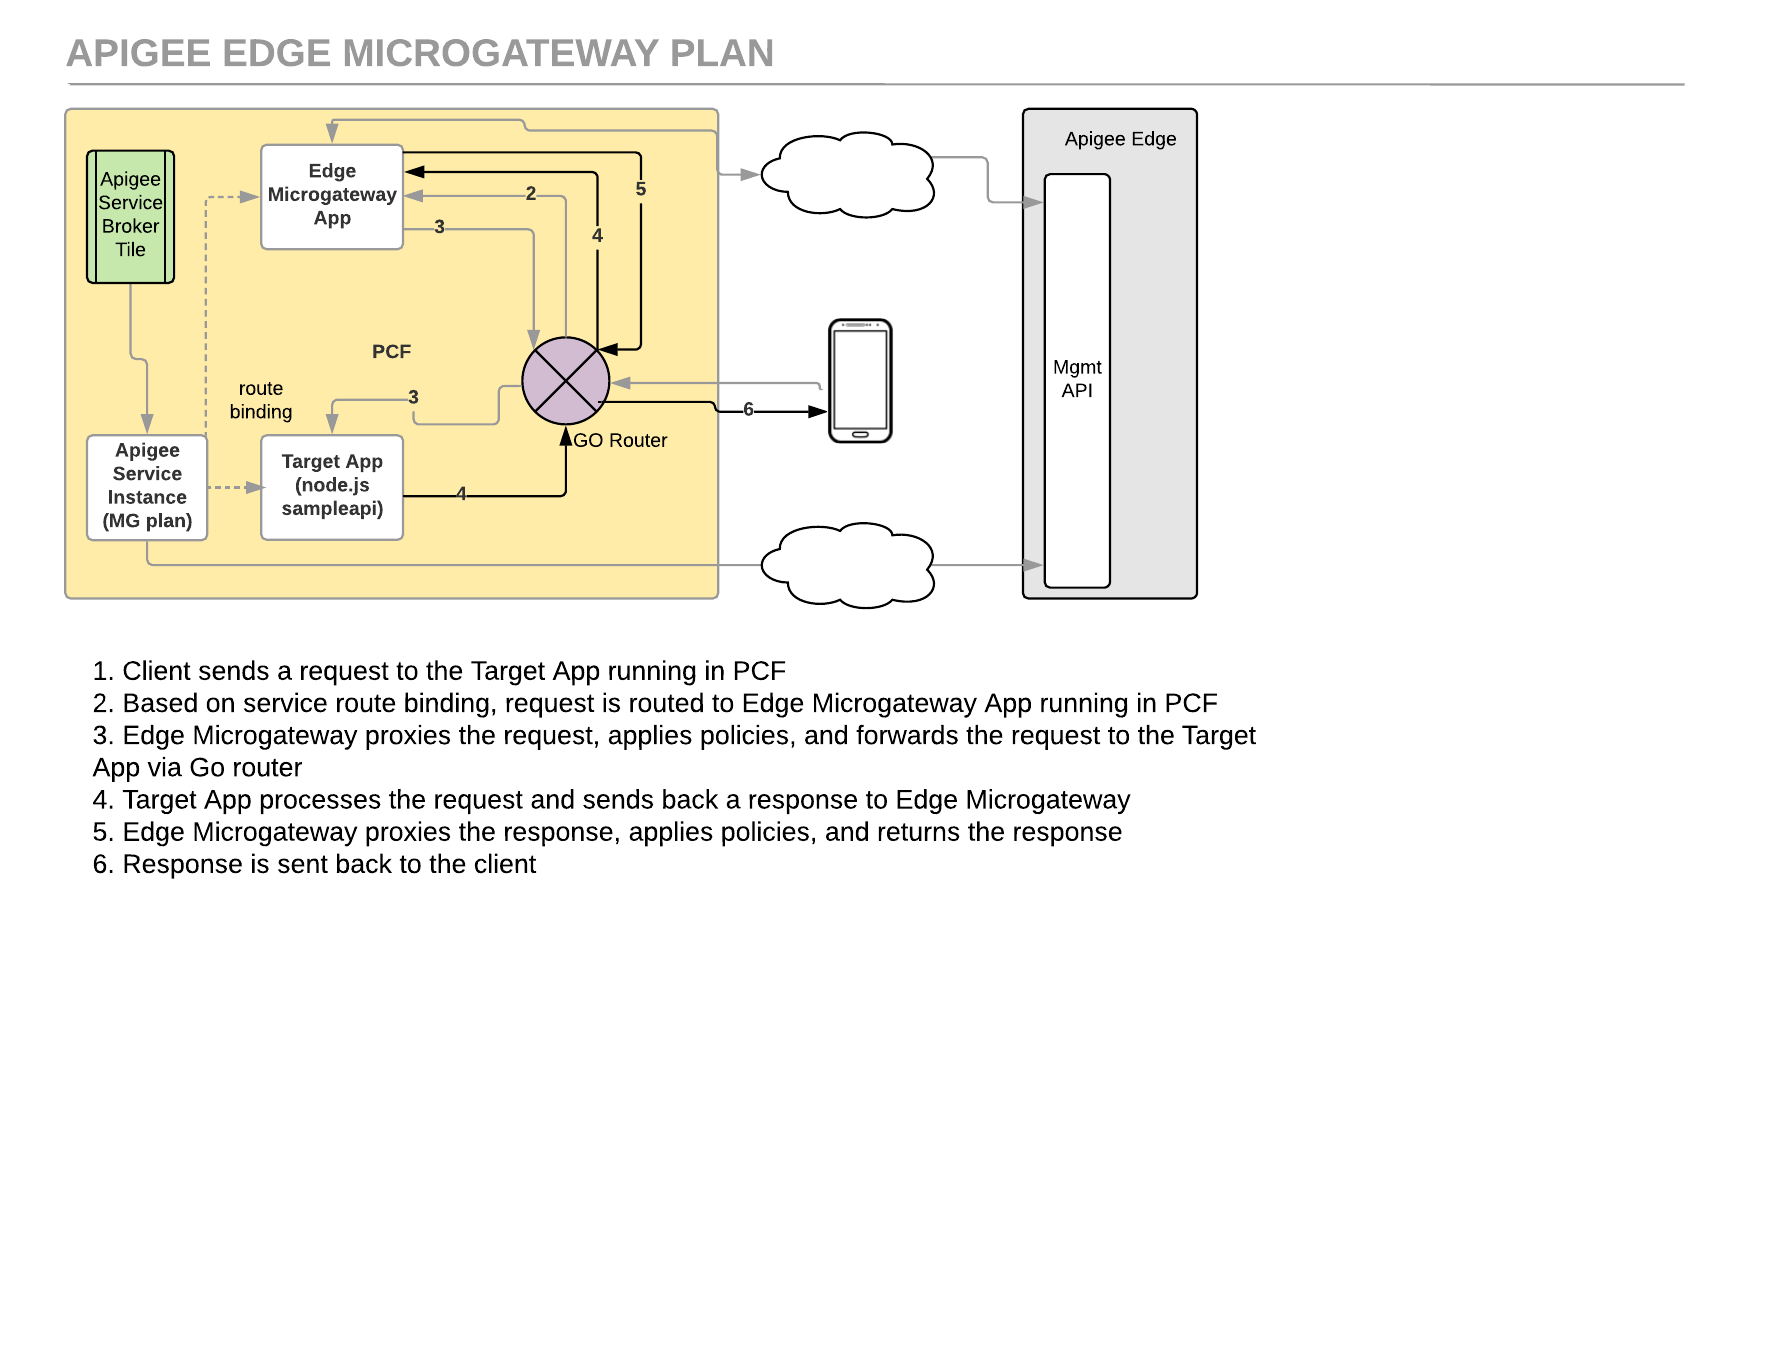 APIGEE EDGE MICROGATEWAY PLAN
Apigee
Service
Broker
Tile
Edge
Microgateway
App
2
3
4
5
Apigee Edge
Mgmt
API
PCF
route
binding
3
6
GO Router
Apigee
Service
Instance
(MG plan)
Target App
(node.js
sampleapi)
4
1. Client sends a request to the Target App running in PCF
2. Based on service route binding, request is routed to Edge Microgateway App running in PCF
3. Edge Microgateway proxies the request, applies policies, and forwards the request to the Target
App via Go router
4. Target App processes the request and sends back a response to Edge Microgateway
5. Edge Microgateway proxies the response, applies policies, and returns the response
6. Response is sent back to the client